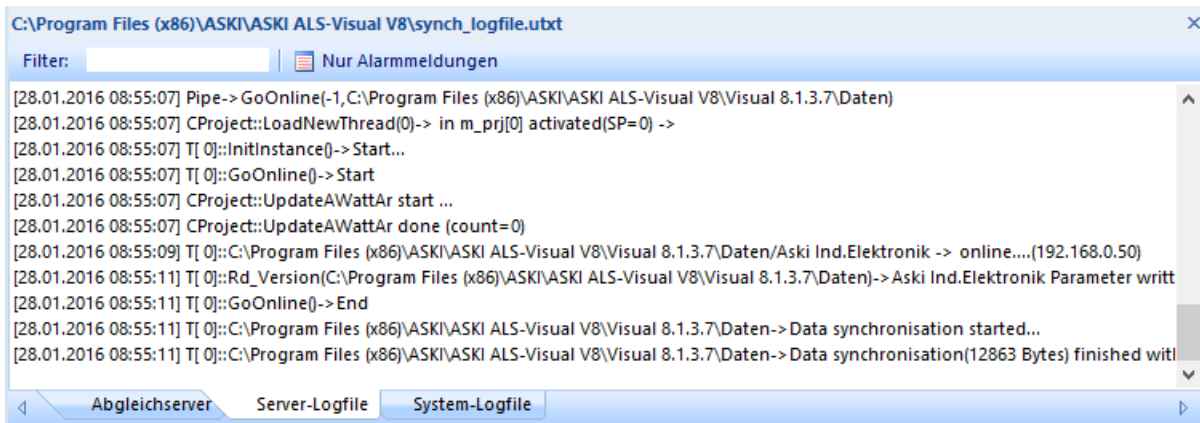 C:\Program Files (x86)\ASKI\ASKI ALS-Visual V8\synch_logfile.utxt
Filter: Nur Alarmmeldungen
[28.01.2016 08:55:07] Pipe->GoOnline(-1,C:\Program Files (x86)\ASKI\ASKI ALS-Visual V8\Visual 8.1.3.7\Daten)
[28.01.2016 08:55:07] CProject::LoadNewThread(0)-> in m_prj[0] activated(SP=0) ->
[28.01.2016 08:55:07] T[ 0]::InitInstance()->Start...
[28.01.2016 08:55:07] T[ 0]::GoOnline()->Start
[28.01.2016 08:55:07] CProject::UpdateAWattAr start ...
[28.01.2016 08:55:07] CProject::UpdateAWattAr done (count=0)
[28.01.2016 08:55:09] T[ 0]::C:\Program Files (x86)\ASKI\ASKI ALS-Visual V8\Visual 8.1.3.7\Daten/Aski Ind.Elektronik -> online....(192.168.0.50)
[28.01.2016 08:55:11] T[ 0]::Rd_Version(C:\Program Files (x86)\ASKI\ASKI ALS-Visual V8\Visual 8.1.3.7\Daten)->Aski Ind.Elektronik Parameter writt
[28.01.2016 08:55:11] T[ 0]::GoOnline()->End
[28.01.2016 08:55:11] T[ 0]::C:\Program Files (x86)\ASKI\ASKI ALS-Visual V8\Visual 8.1.3.7\Daten->Data synchronisation started...
[28.01.2016 08:55:11] T[ 0]::C:\Program Files (x86)\ASKI\ASKI ALS-Visual V8\Visual 8.1.3.7\Daten->Data synchronisation(12863 Bytes) finished wit
Abgleichserver Server-Logfile System-Logfile